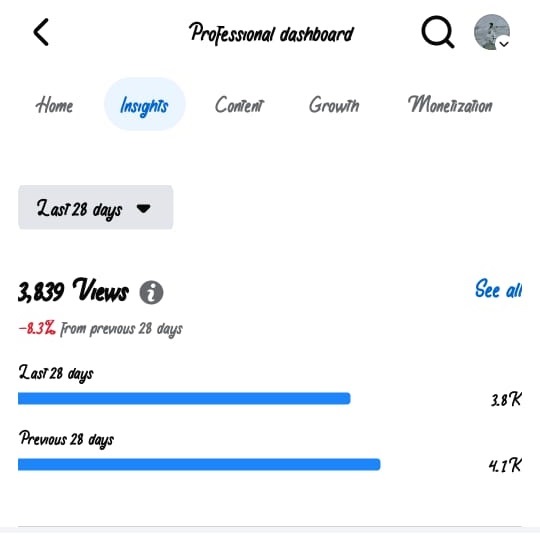 Professional dashboard
Home Insights Content Growth Monetization
Last 28 days
3,839 Views
See all
-8.3% from previous 28 days
Last 28 days
3.8K
Previous 28 days
4.1K